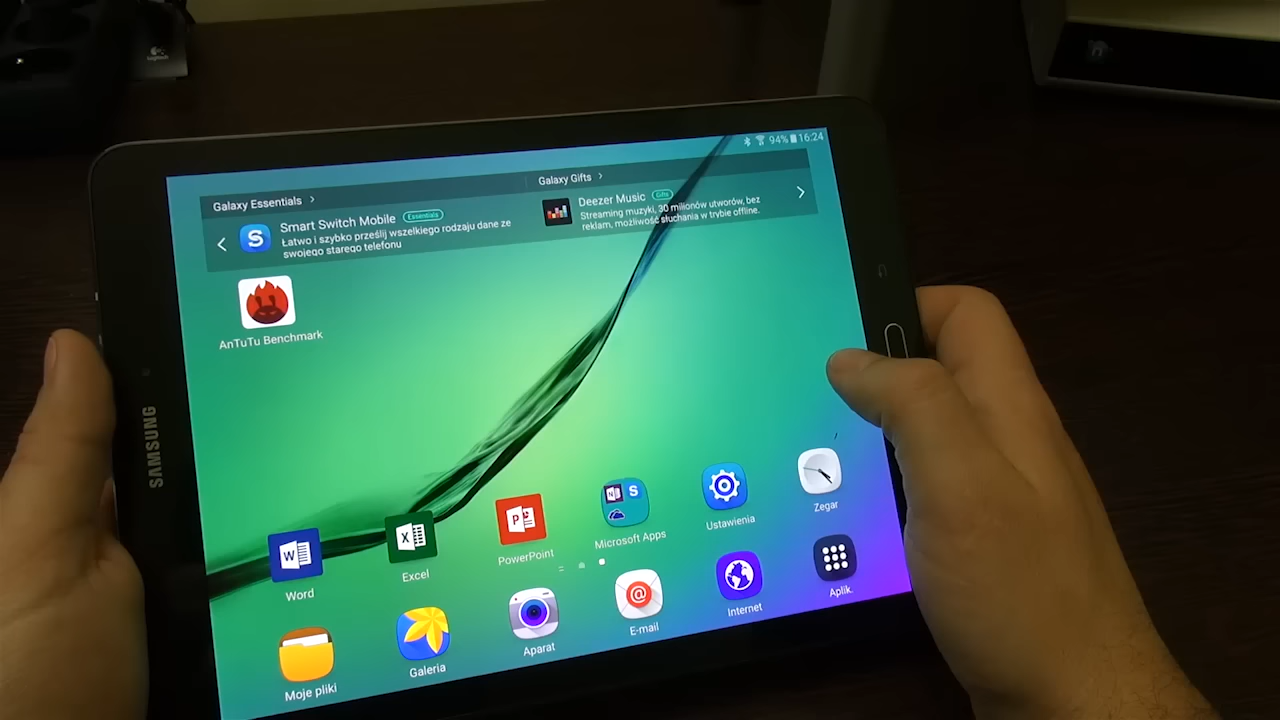 Logitech
94% 16:24
Galaxy Essentials >
Galaxy Gifts >
Smart Switch Mobile Essentials
Łatwo i szybko prześlij wszelkiego rodzaju dane ze
swojego starego telefonu
Deezer Music Gifts
Streaming muzyki, 30 milionów utworów, bez
reklam, możliwość słuchania w trybie offline.
S
AnTuTu Benchmark
SAMSUNG
W
Word
X
Excel
P
PowerPoint
N S
Microsoft Apps
Ustawienia
Zegar
Moje pliki
Galeria
Aparat
@
E-mail
Internet
Aplik.